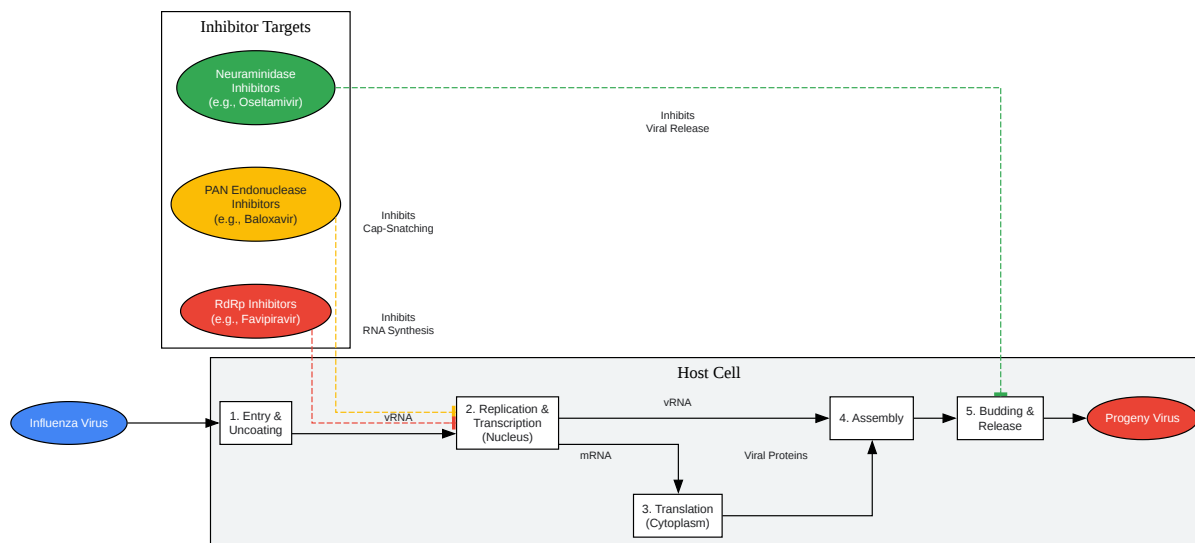 Inhibitor Targets
Neuraminidase
Inhibitors
(e.g., Oseltamivir)
Inhibits
Viral Release
PAN Endonuclease
Inhibitors
(e.g., Baloxavir)
Inhibits
Cap-Snatching
RdRp Inhibitors
(e.g., Favipiravir)
Inhibits
RNA Synthesis
Host Cell
Influenza Virus
1. Entry &
Uncoating
vRNA
2. Replication &
Transcription
(Nucleus)
vRNA
mRNA
3. Translation
(Cytoplasm)
Viral Proteins
4. Assembly
5. Budding &
Release
Progeny Virus